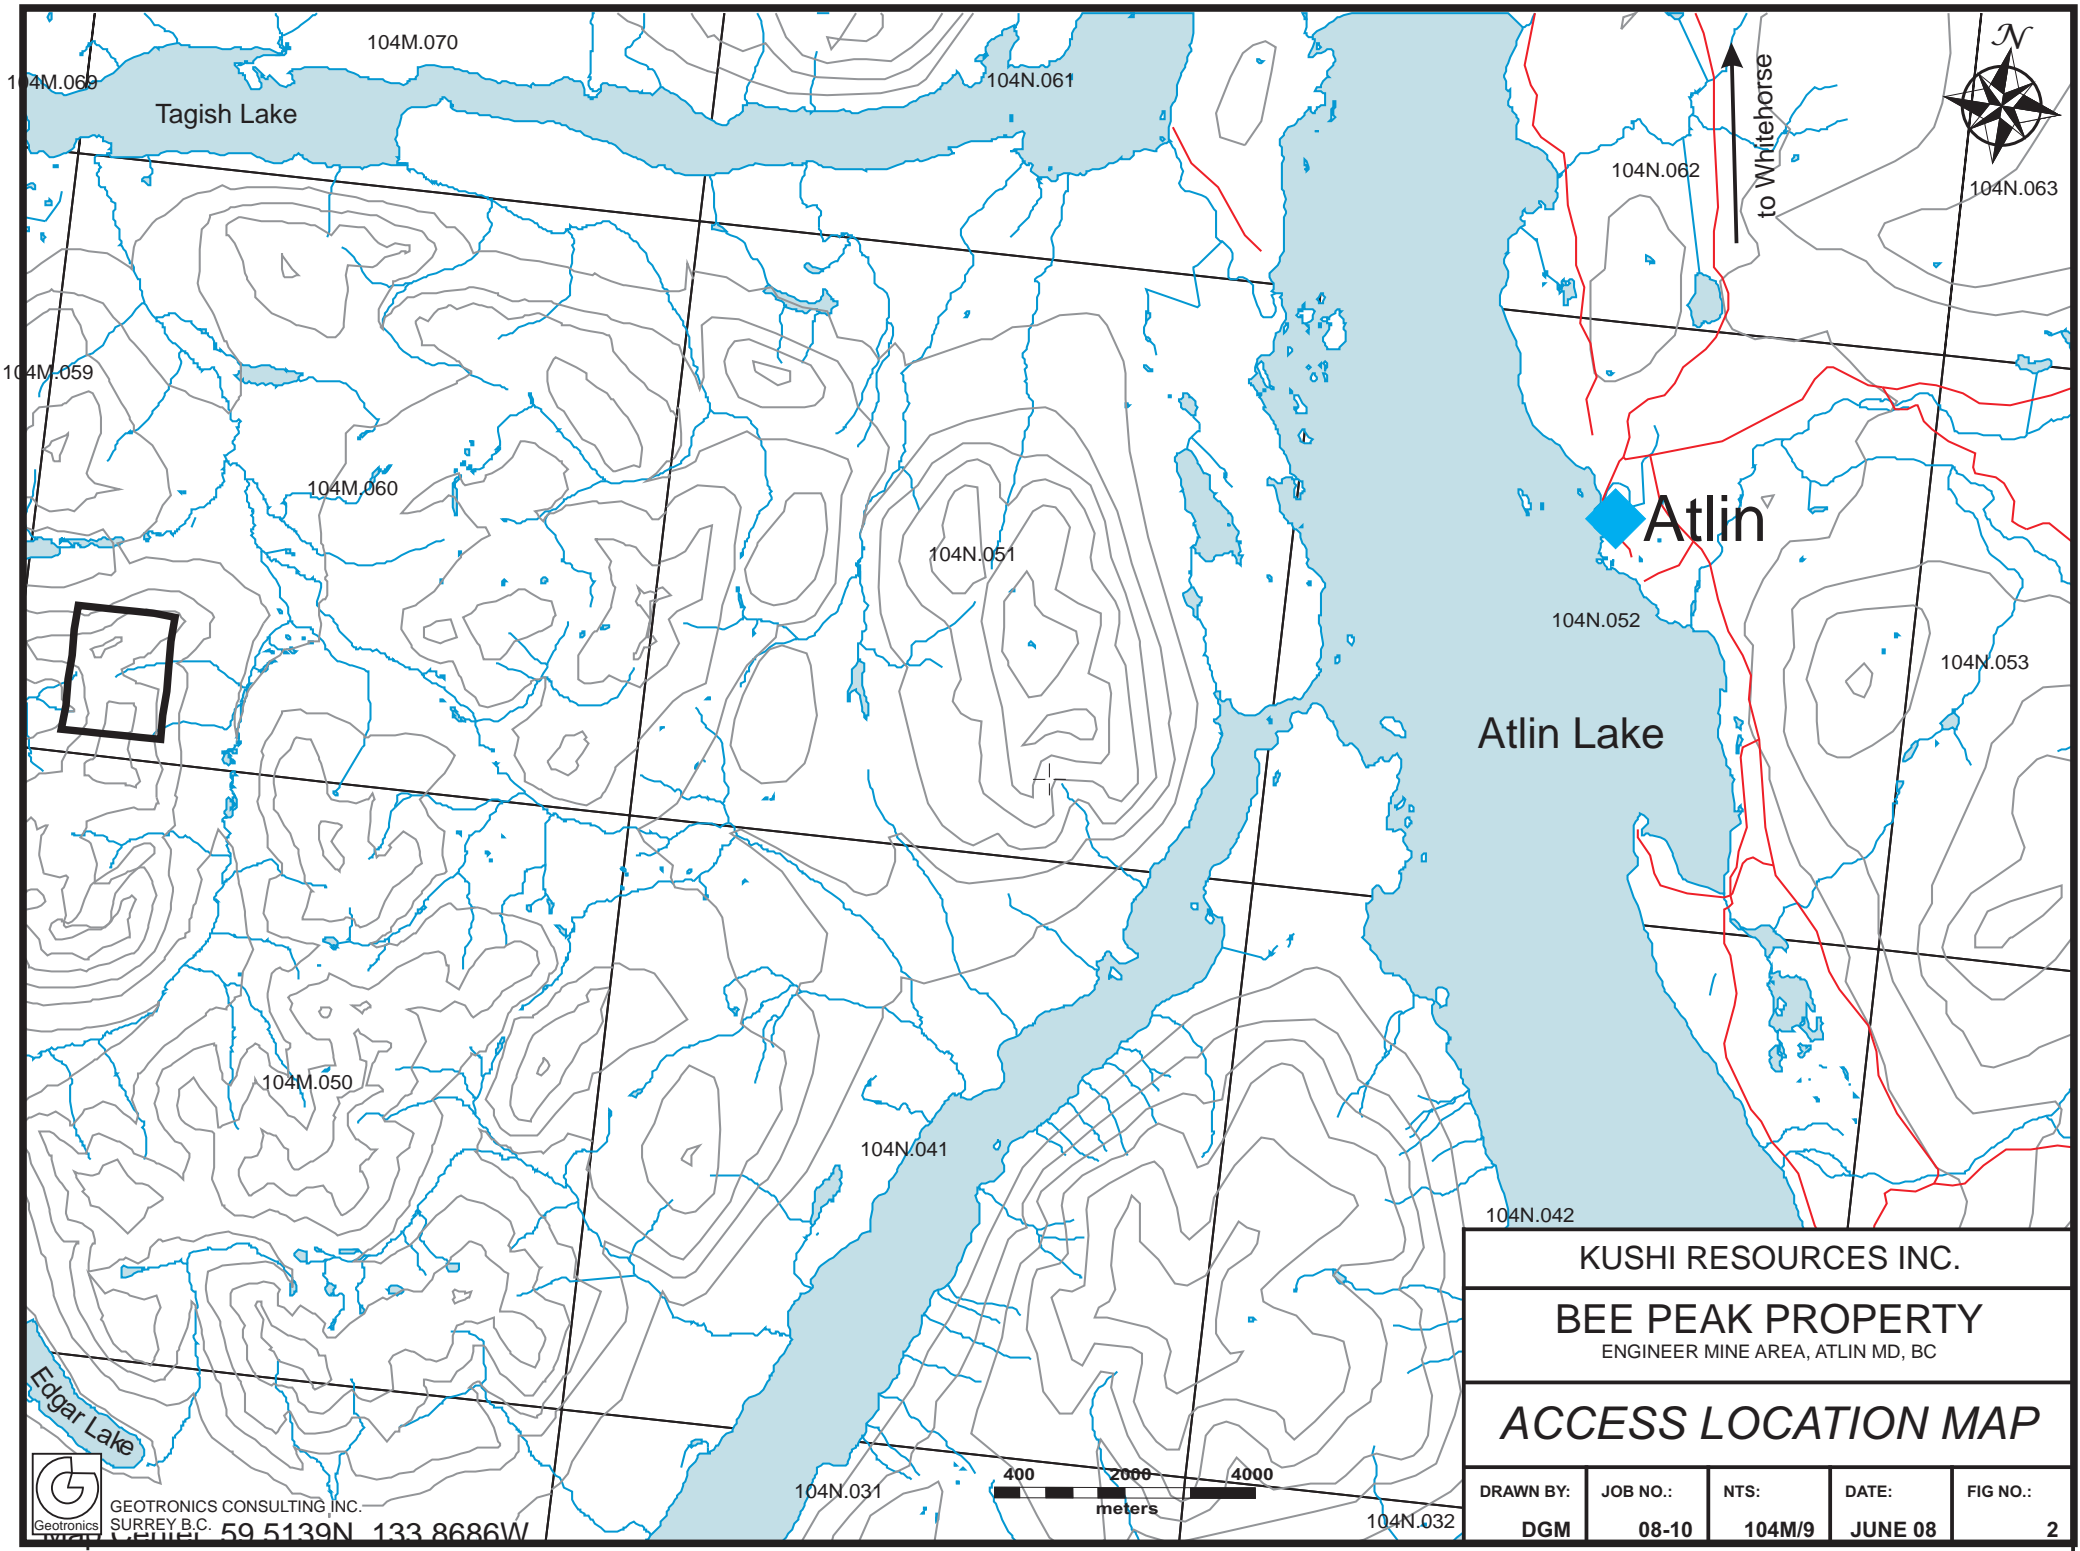 104M.070
N
104M.069
104N.061
Tagish Lake
to Whitehorse
104N.062
104N.063
104M.059
104M.060
Atlin
104N.051
104N.052
104N.053
Atlin Lake
104M.050
104N.041
104N.042
KUSHI RESOURCES INC.
BEE PEAK PROPERTY
ENGINEER MINE AREA, ATLIN MD, BC
ACCESS LOCATION MAP
Edgar Lake
400 2000 4000
meters
104N.031
104N.032
DRAWN BY: JOB NO.: NTS: DATE: FIG NO.:
DGM 08-10 104M/9 JUNE 08 2
G
Geotronics
GEOTRONICS CONSULTING INC.
SURREY B.C.
Map Center 59.5139N 133.8686W